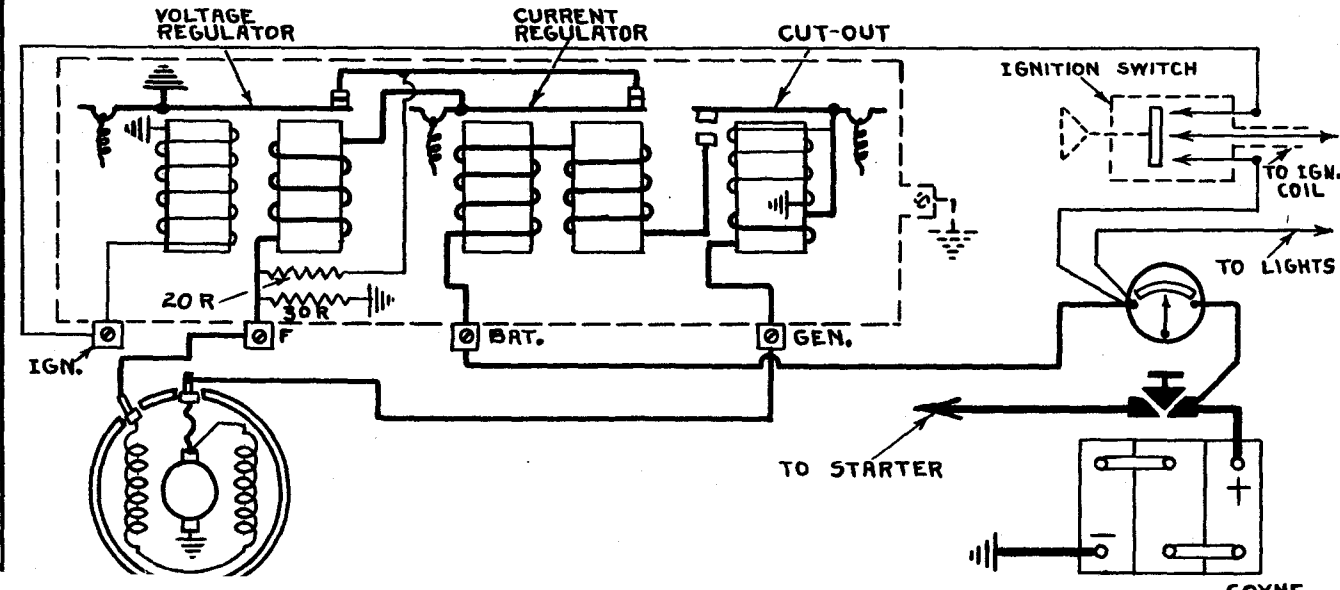 VOLTAGE
REGULATOR
CURRENT
REGULATOR
CUT-OUT
IGNITION SWITCH
TO IGN.
COIL
TO LIGHTS
20 R
30 R
IGN.
F
BAT.
GEN.
TO STARTER
+
−
COYNE